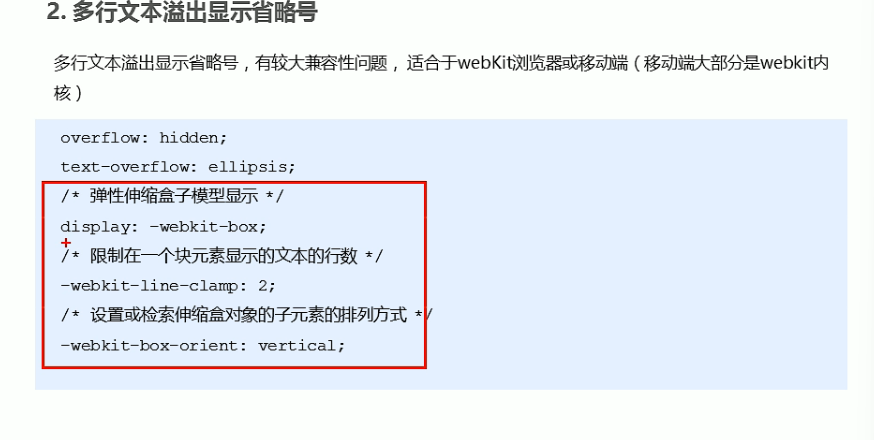 2. 多行文本溢出显示省略号
多行文本溢出显示省略号，有较大兼容性问题， 适合于webKit浏览器或移动端（移动端大部分是webkit内
核）
overflow: hidden;
text-overflow: ellipsis;
/* 弹性伸缩盒子模型显示 */
display: -webkit-box;
/* 限制在一个块元素显示的文本的行数 */
-webkit-line-clamp: 2;
/* 设置或检索伸缩盒对象的子元素的排列方式 */
-webkit-box-orient: vertical;